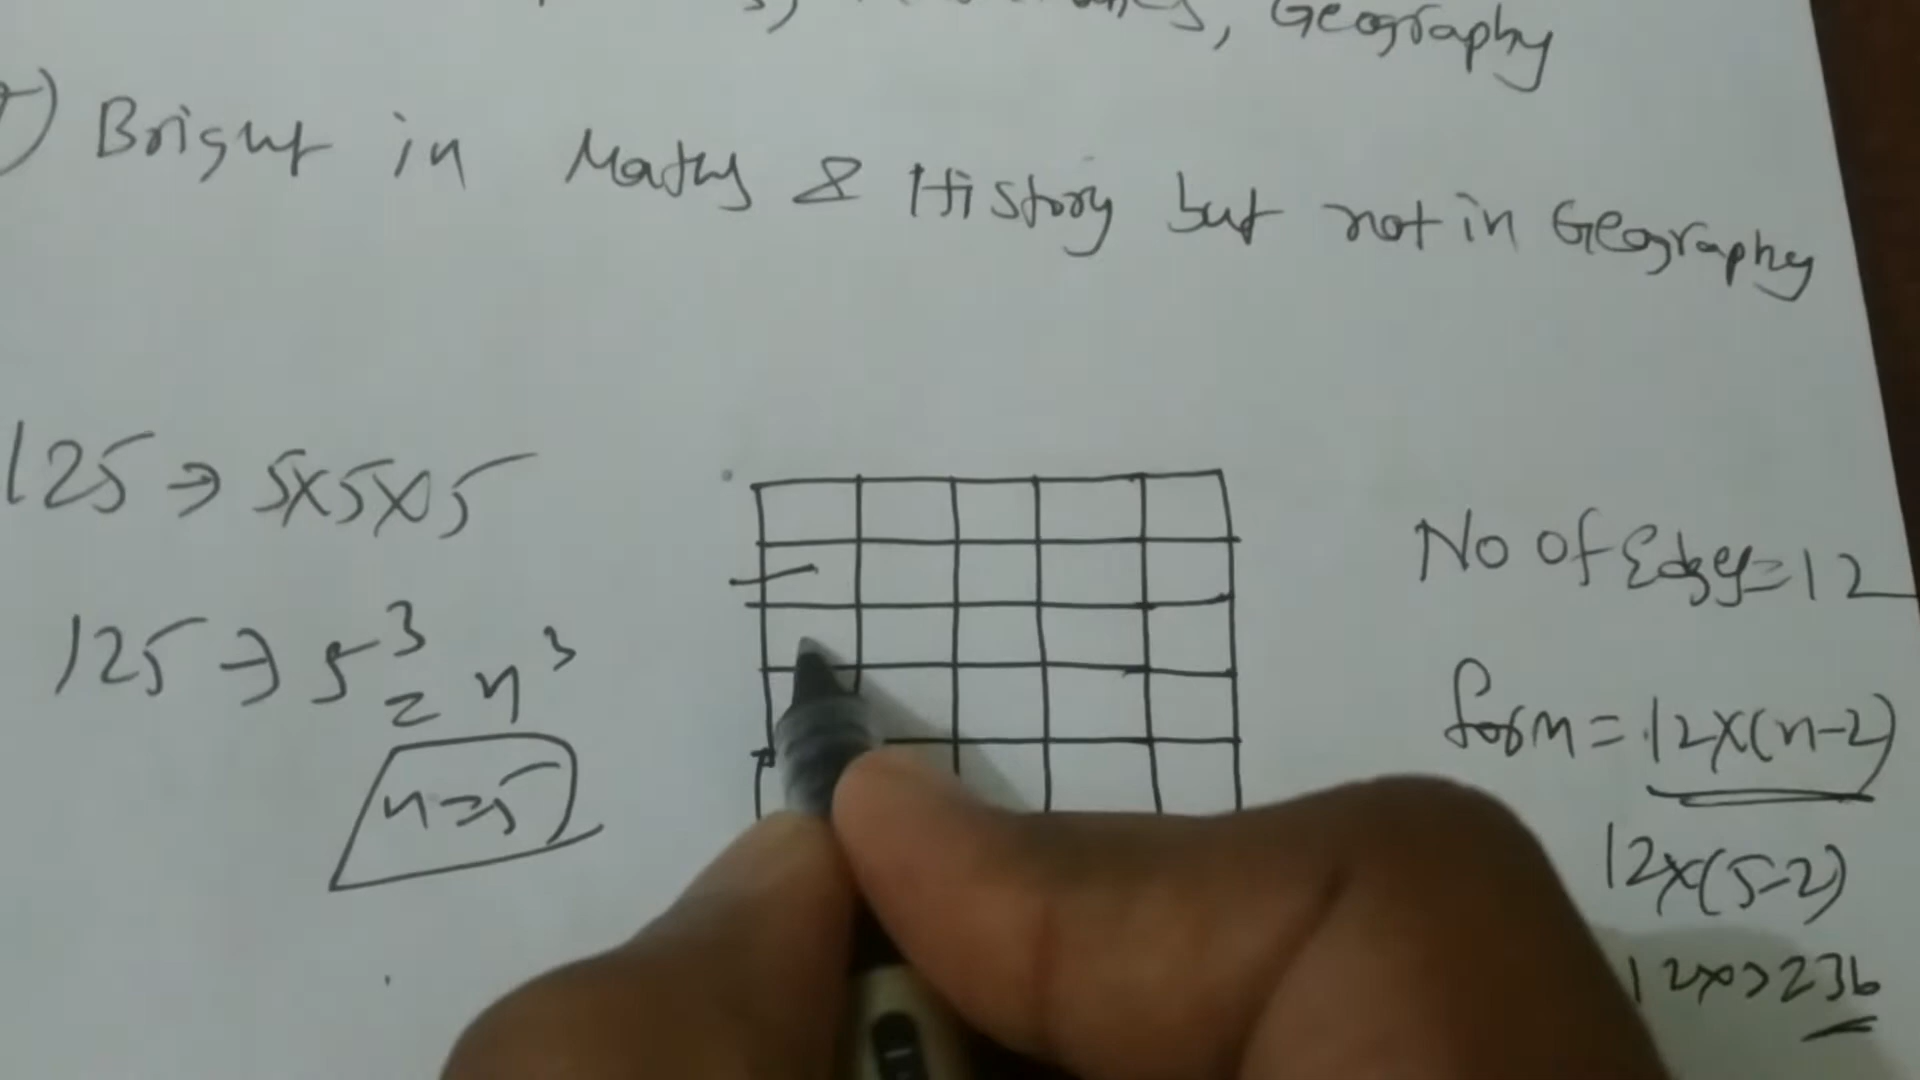 Geography
Bright in Maths & History but not in Geography
125 ⇒ 5×5×5
125 ⇒ 5³
= n³
n=5
No of Edges=12
form = 12×(n-2)
12×(5-2)
12×3=36